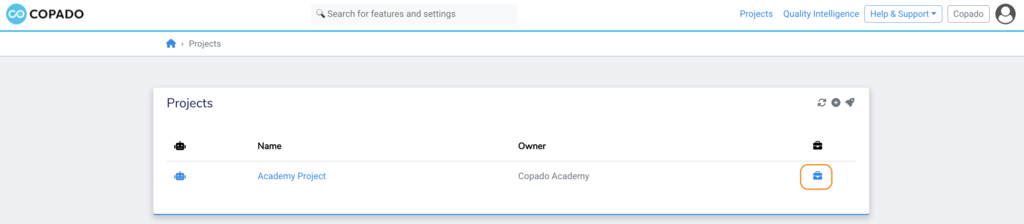 COPADO
Search for features and settings
Projects Quality Intelligence Help & Support Copado
› Projects
Projects
Name Owner
Academy Project Copado Academy